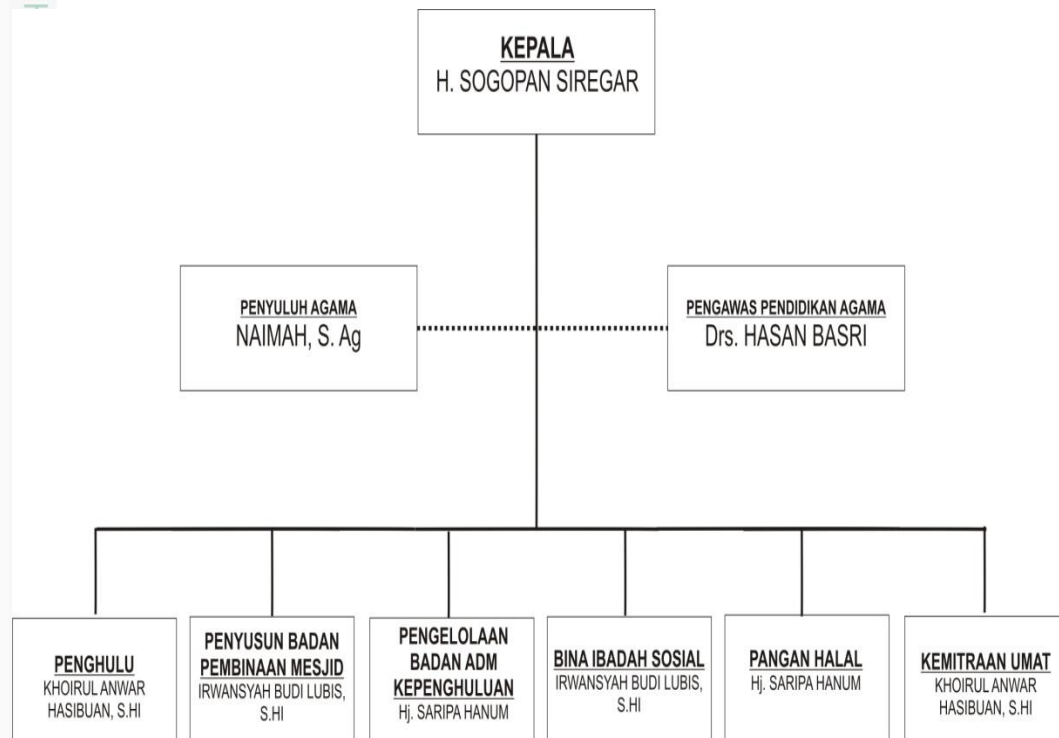 KEPALA
H. SOGOPAN SIREGAR
PENYULUH AGAMA
NAIMAH, S. Ag
PENGAWAS PENDIDIKAN AGAMA
Drs. HASAN BASRI
PENGHULU
KHOIRUL ANWAR
HASIBUAN, S.HI
PENYUSUN BADAN
PEMBINAAN MESJID
IRWANSYAH BUDI LUBIS,
S.HI
PENGELOLAAN
BADAN ADM
KEPENGHULUAN
Hj. SARIPA HANUM
BINA IBADAH SOSIAL
IRWANSYAH BUDI LUBIS,
S.HI
PANGAN HALAL
Hj. SARIPA HANUM
KEMITRAAN UMAT
KHOIRUL ANWAR
HASIBUAN, S.HI